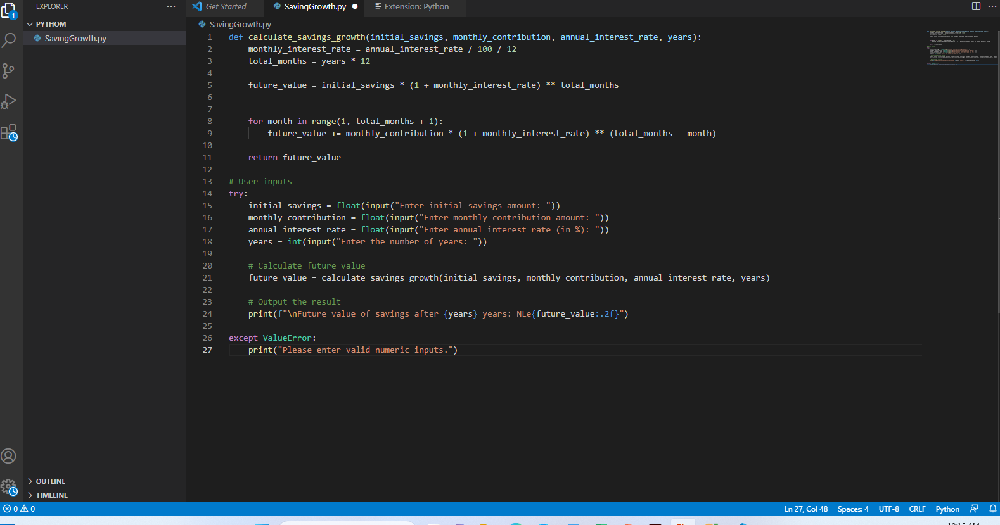 EXPLORER
Get Started
SavingGrowth.py
Extension: Python
1
PYTHOM
SavingGrowth.py
SavingGrowth.py
1 def calculate_savings_growth(initial_savings, monthly_contribution, annual_interest_rate, years):
2     monthly_interest_rate = annual_interest_rate / 100 / 12
3     total_months = years * 12
4
5     future_value = initial_savings * (1 + monthly_interest_rate) ** total_months
6
7
8     for month in range(1, total_months + 1):
9         future_value += monthly_contribution * (1 + monthly_interest_rate) ** (total_months - month)
10
11     return future_value
12
13 # User inputs
14 try:
15     initial_savings = float(input("Enter initial savings amount: "))
16     monthly_contribution = float(input("Enter monthly contribution amount: "))
17     annual_interest_rate = float(input("Enter annual interest rate (in %): "))
18     years = int(input("Enter the number of years: "))
19
20     # Calculate future value
21     future_value = calculate_savings_growth(initial_savings, monthly_contribution, annual_interest_rate, years)
22
23     # Output the result
24     print(f"\nFuture value of savings after {years} years: NLe{future_value:.2f}")
25
26 except ValueError:
27     print("Please enter valid numeric inputs.")
OUTLINE
TIMELINE
0 0
Ln 27, Col 48 Spaces: 4 UTF-8 CRLF Python